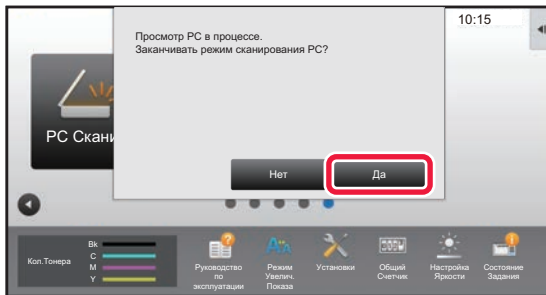 10:15
Просмотр PC в процессе.
Заканчивать режим сканирования PC?
PC Скани
Нет
Да
Кол.Тонера
Bk
C
M
Y
Руководство
по
эксплуатации
Режим
Увелич.
Показа
Установки
Общий
Счетчик
Настройка
Яркости
Состояние
Задания